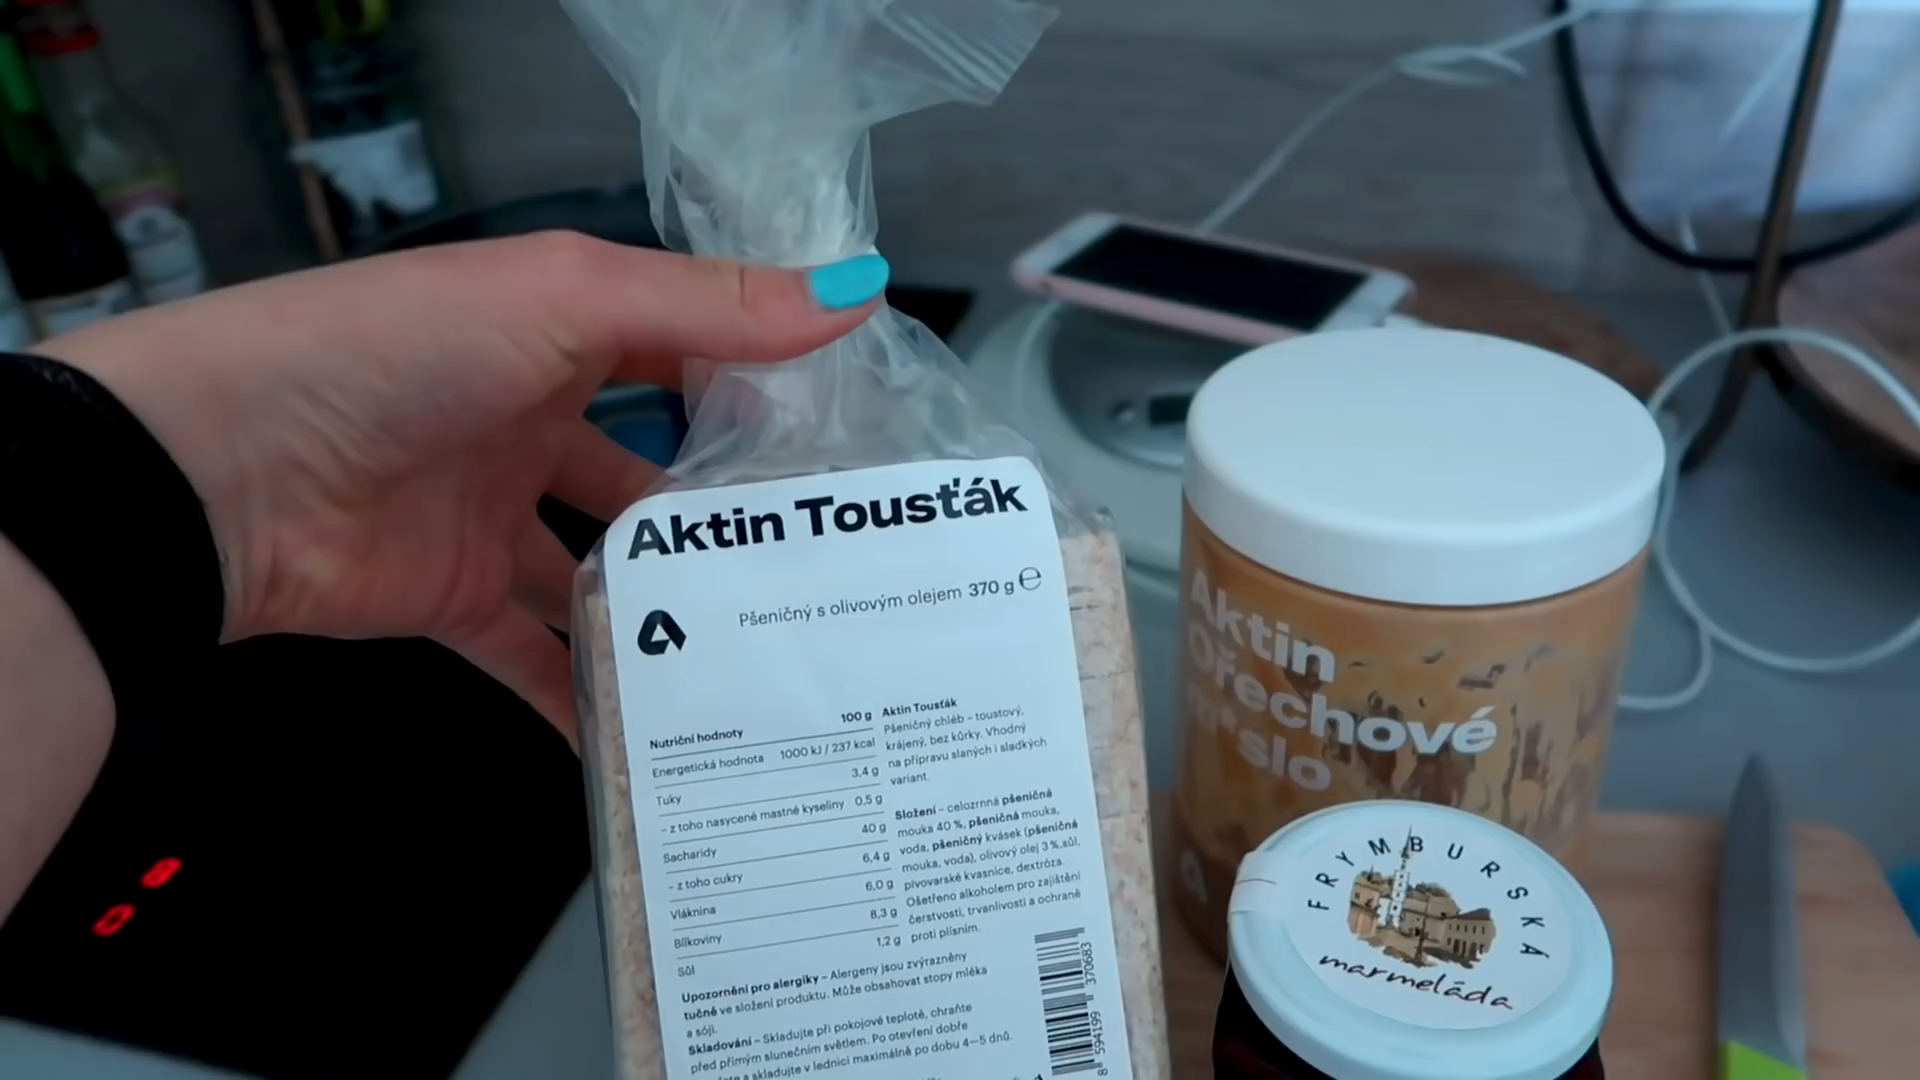 Aktin Tousťák
Pšeničný s olivovým olejem 370 g ℮
Nutriční hodnoty 100 g
Energetická hodnota 1000 kJ / 237 kcal
Tuky 3,4 g
– z toho nasycené mastné kyseliny 0,5 g
Sacharidy 40 g
– z toho cukry 6,4 g
Vláknina 6,0 g
Bílkoviny 8,3 g
Sůl 1,2 g
Aktin Tousťák
Pšeničný chléb – toustový,
krájený, bez kůrky. Vhodný
na přípravu slaných i sladkých
variant.
Složení – celozrnná pšeničná
mouka 40 %, pšeničná mouka,
voda, pšeničný kvásek (pšeničná
mouka, voda), olivový olej 3 %, sůl,
pivovarské kvasnice, dextróza.
Ošetřeno alkoholem pro zajištění
čerstvosti, trvanlivosti a ochraně
proti plísním.
Upozornění pro alergiky – Alergeny jsou zvýrazněny
tučně ve složení produktu. Může obsahovat stopy mléka
a sóji.
Skladování – Skladujte při pokojové teplotě, chraňte
před přímým slunečním světlem. Po otevření dobře
a skladujte v lednici maximálně po dobu 4–5 dnů.
8 594199 370683
Aktin
Ořechové
m*slo
FRYMBURSKÁ
marmeláda